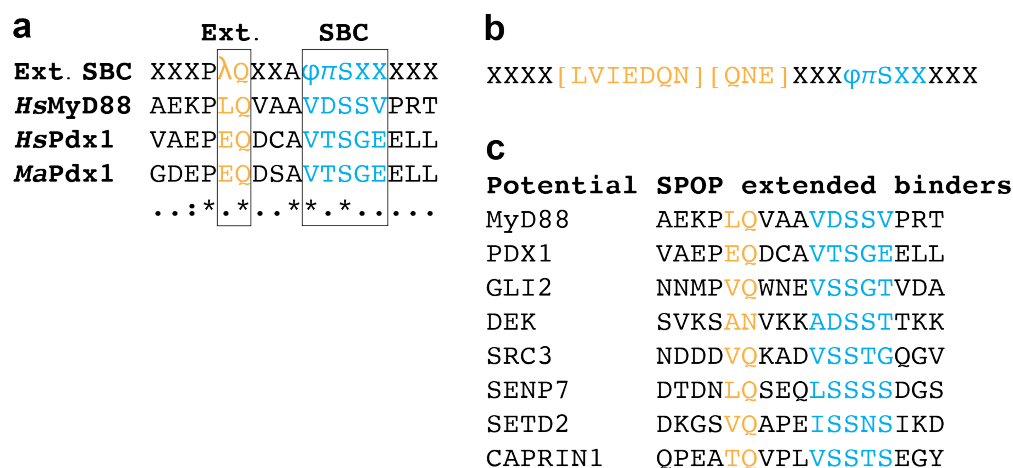 a
Ext. SBC
Ext. SBC XXXPλQXXAφπSXXXXX
HsMyD88 AEKPLQVAAVDSSVPRT
HsPdx1 VAEPEQDCAVTSGEELL
MaPdx1 GDEPEQDSAVTSGEELL
..:*.*..**.*.....
b
XXXX[LVIEDQN][QNE]XXXφπSXXXXX
c
Potential SPOP extended binders
MyD88 AEKPLQVAAVDSSVPRT
PDX1 VAEPEQDCAVTSGEELL
GLI2 NNMPVQWNEVSSGTVDA
DEK SVKSANVKKADSSTTKK
SRC3 NDDDVQKADVSSTGQGV
SENP7 DTDNLQSEQLSSSSDGS
SETD2 DKGSVQAPEISSNSIKD
CAPRIN1 QPEATQVPLVSSTSEGY